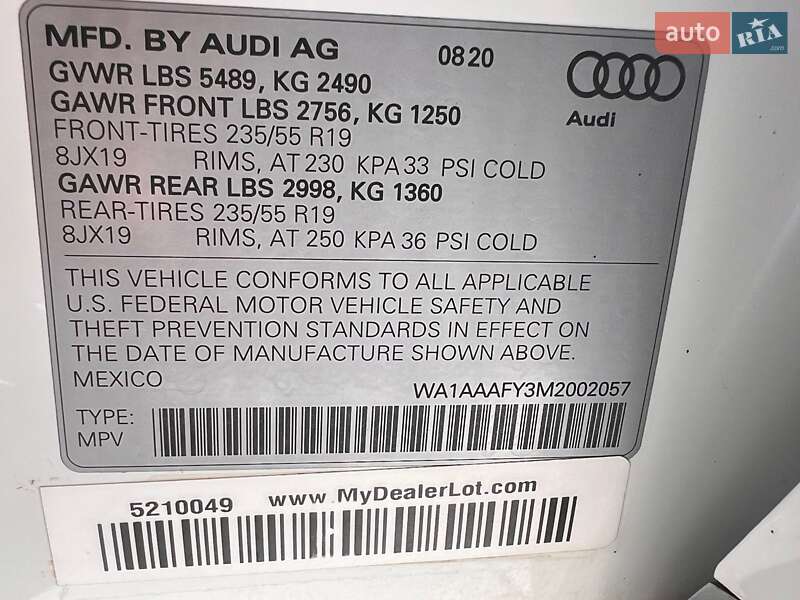 MFD. BY AUDI AG 0820
auto RIA.com
GVWR LBS 5489, KG 2490
GAWR FRONT LBS 2756, KG 1250
Audi
FRONT-TIRES 235/55 R19
8JX19 RIMS, AT 230 KPA 33 PSI COLD
GAWR REAR LBS 2998, KG 1360
REAR-TIRES 235/55 R19
8JX19 RIMS, AT 250 KPA 36 PSI COLD
THIS VEHICLE CONFORMS TO ALL APPLICABLE
U.S. FEDERAL MOTOR VEHICLE SAFETY AND
THEFT PREVENTION STANDARDS IN EFFECT ON
THE DATE OF MANUFACTURE SHOWN ABOVE.
MEXICO WA1AAAFY3M2002057
TYPE:
MPV
5210049 www.MyDealerLot.com